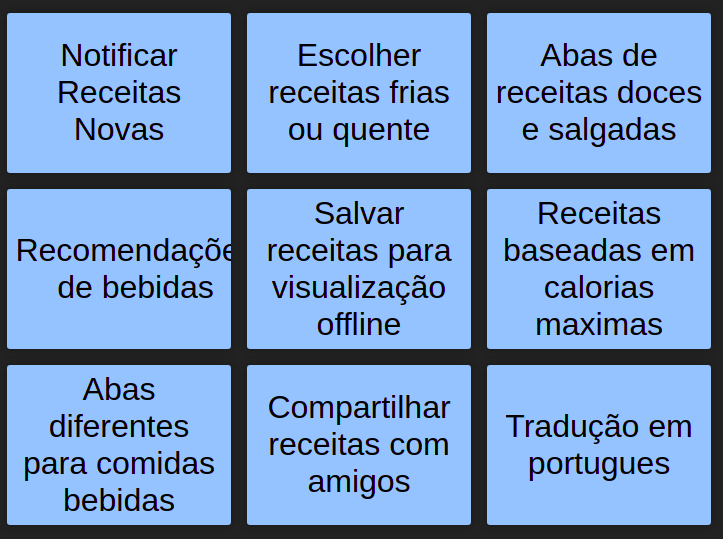 Notificar
Receitas
Novas
Escolher
receitas frias
ou quente
Abas de
receitas doces
e salgadas
Recomendaçõe
de bebidas
Salvar
receitas para
visualização
offline
Receitas
baseadas em
calorias
maximas
Abas
diferentes
para comidas
bebidas
Compartilhar
receitas com
amigos
Tradução em
portugues